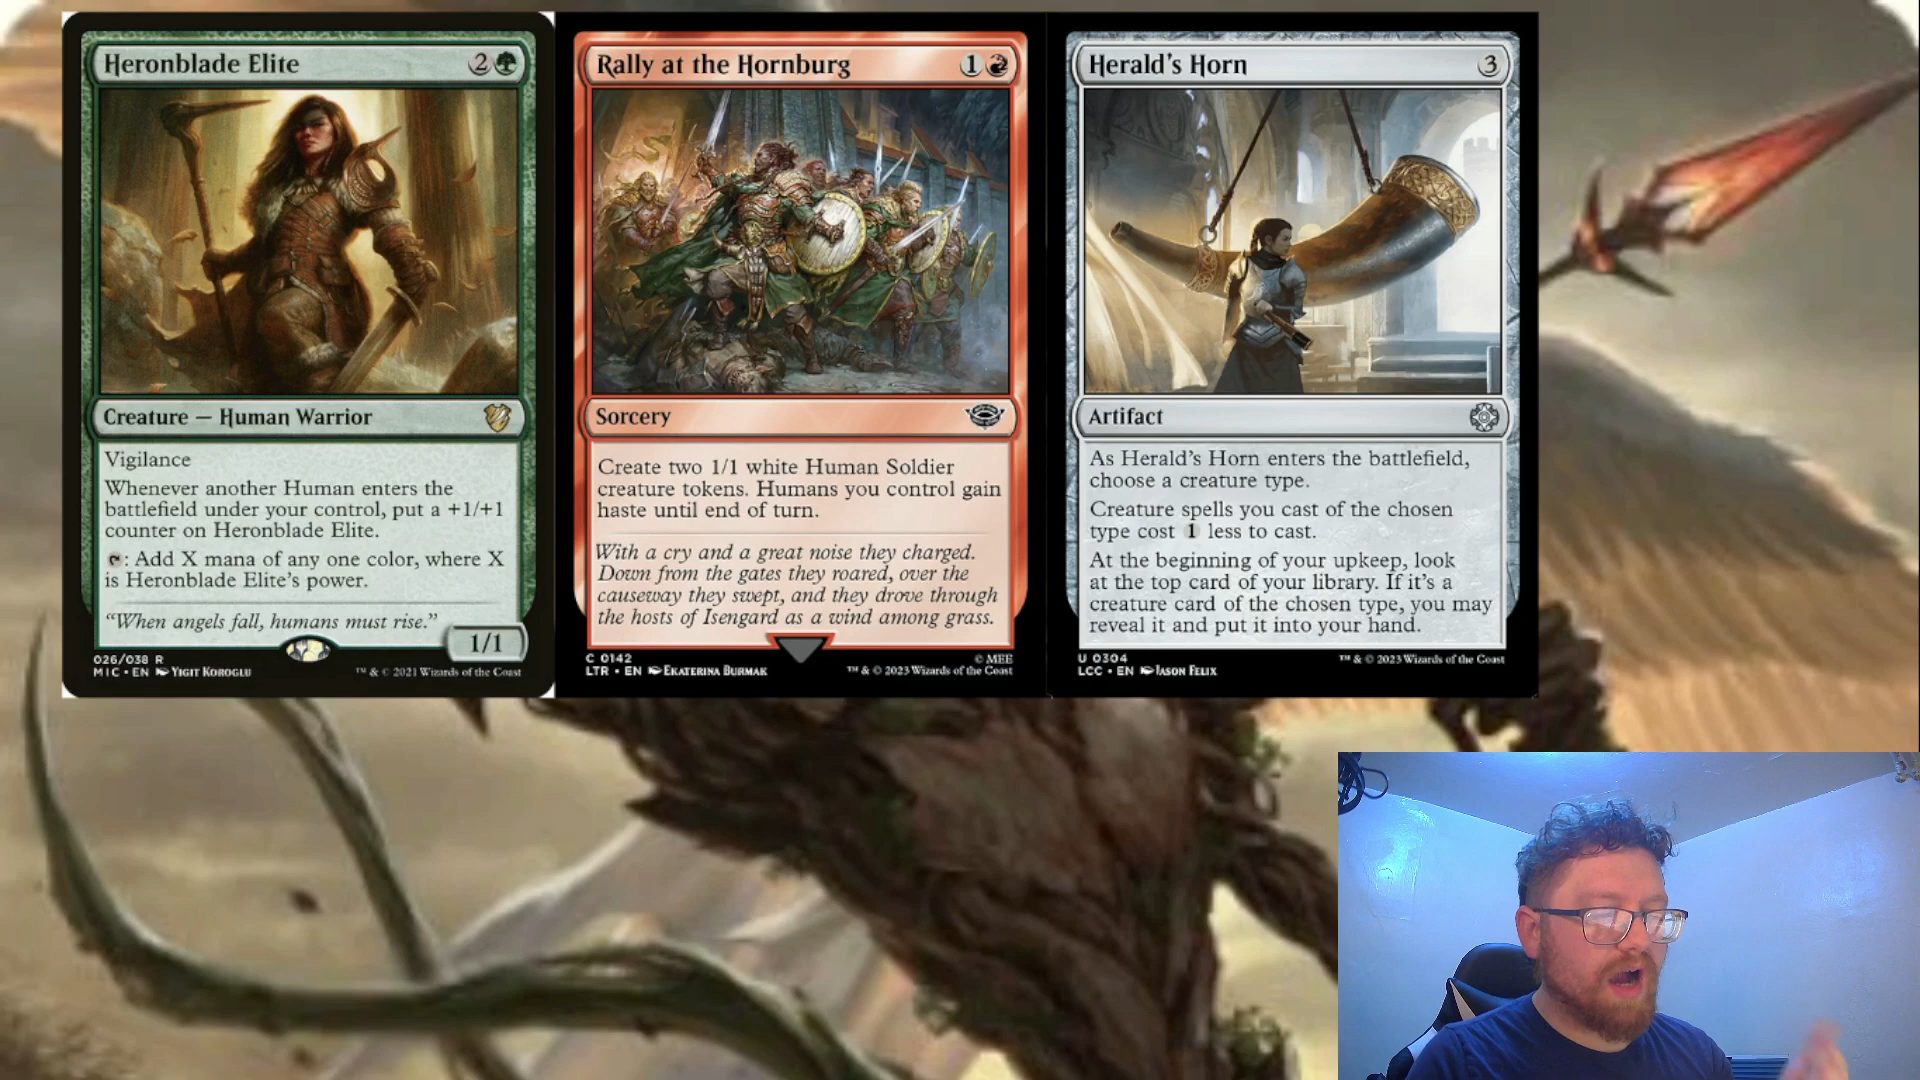 Heronblade Elite 2
Creature — Human Warrior
Vigilance
Whenever another Human enters the
battlefield under your control, put a +1/+1
counter on Heronblade Elite.
: Add X mana of any one color, where X
is Heronblade Elite's power.
“When angels fall, humans must rise.”
1/1
026/038 R
MIC • EN YIGIT KOROGLU
™ & © 2021 Wizards of the Coast
Rally at the Hornburg 1
Sorcery
Create two 1/1 white Human Soldier
creature tokens. Humans you control gain
haste until end of turn.
With a cry and a great noise they charged.
Down from the gates they roared, over the
causeway they swept, and they drove through
the hosts of Isengard as a wind among grass.
C 0142
LTR • EN EKATERINA BURMAK
© MEE
™ & © 2023 Wizards of the Coast
Herald's Horn 3
Artifact
As Herald's Horn enters the battlefield,
choose a creature type.
Creature spells you cast of the chosen
type cost 1 less to cast.
At the beginning of your upkeep, look
at the top card of your library. If it's a
creature card of the chosen type, you may
reveal it and put it into your hand.
U 0304
LCC • EN JASON FELIX
™ & © 2023 Wizards of the Coast